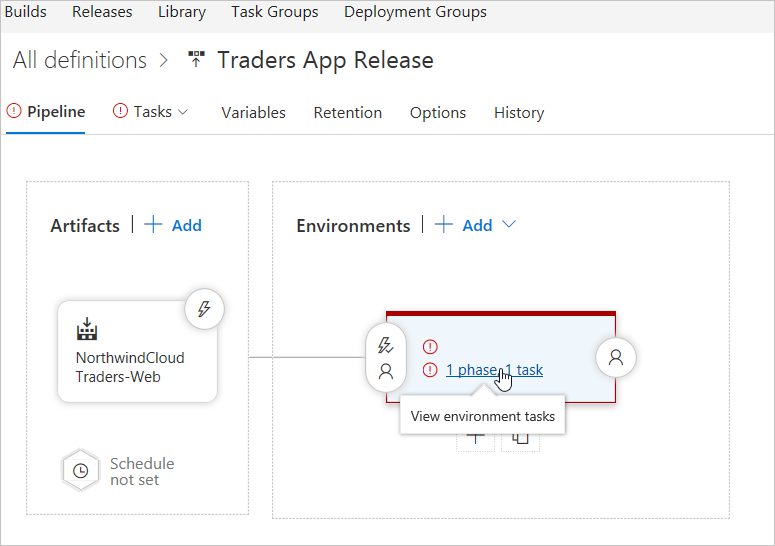 Builds Releases Library Task Groups Deployment Groups
All definitions > Traders App Release
Pipeline Tasks Variables Retention Options History
Artifacts | + Add
Environments | + Add
NorthwindCloud
Traders-Web
1 phase, 1 task
View environment tasks
Schedule
not set